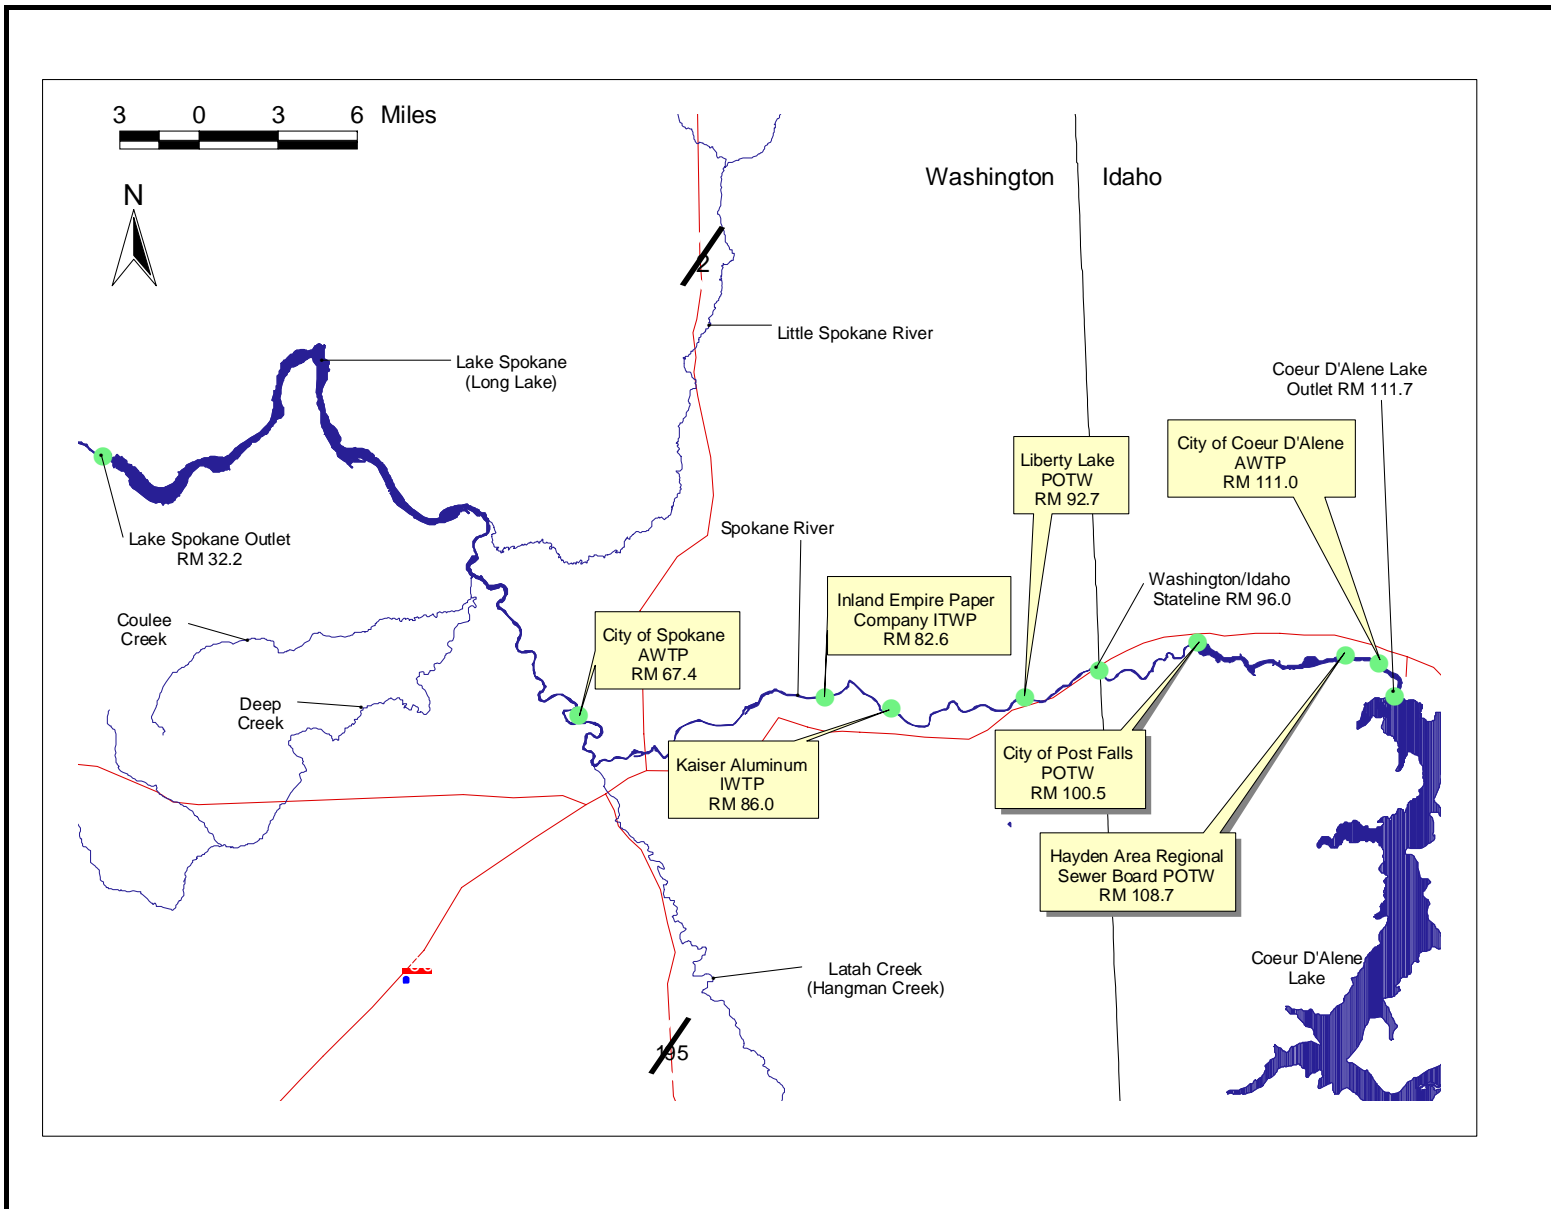 3 0 3 6 Miles
N
Washington Idaho
2
Little Spokane River
Lake Spokane
(Long Lake)
Coeur D'Alene Lake
Outlet RM 111.7
City of Coeur D'Alene
AWTP
RM 111.0
Liberty Lake
POTW
RM 92.7
Lake Spokane Outlet
RM 32.2
Spokane River
Washington/Idaho
Stateline RM 96.0
Inland Empire Paper
Company ITWP
RM 82.6
Coulee
Creek
City of Spokane
AWTP
RM 67.4
Deep
Creek
Kaiser Aluminum
IWTP
RM 86.0
City of Post Falls
POTW
RM 100.5
Hayden Area Regional
Sewer Board POTW
RM 108.7
Latah Creek
(Hangman Creek)
Coeur D'Alene
Lake
195